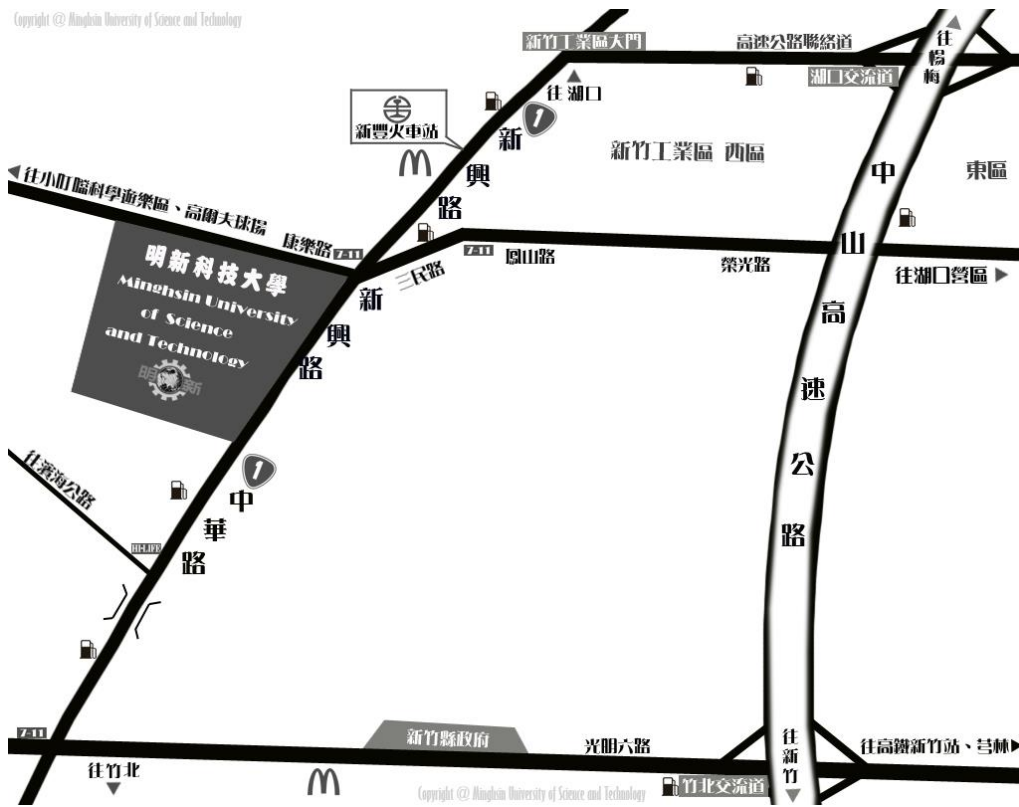 Copyright @ Minghsin University of Science and Technology
新竹工業區大門
高速公路聯絡道
往楊梅
湖口交流道
往湖口
新豐火車站
1
新興路
新竹工業區 西區
東區
中山高速公路
往小叮噹科學遊樂區、高爾夫球場
康樂路
7-11
三民路
7-11
鳳山路
榮光路
往湖口營區
明新科技大學
Minghsin University
of Science
and Technology
明新
新興路
1
中華路
往濱海公路
HI-LIFE
7-11
新竹縣政府
光明六路
往新竹
往高鐵新竹站、芎林
往竹北
竹北交流道
Copyright @ Minghsin University of Science and Technology